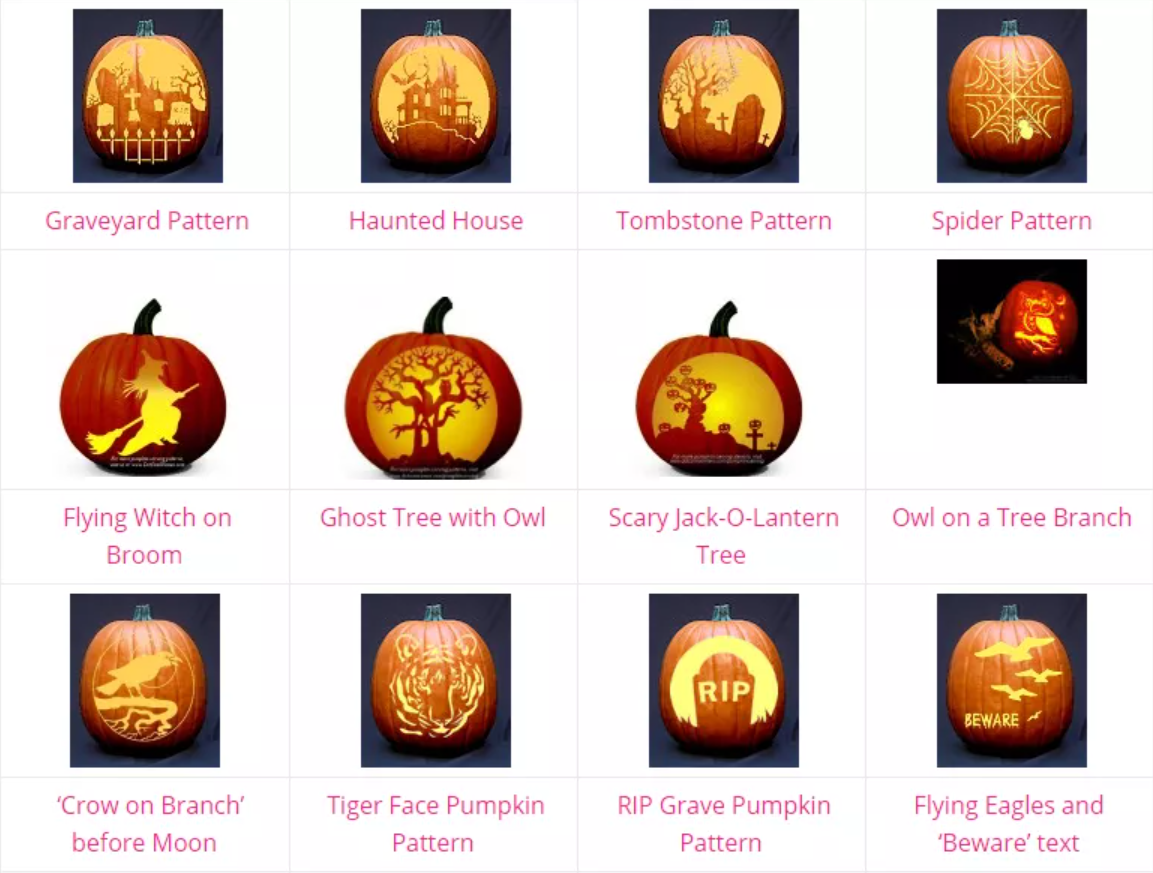 Graveyard Pattern
Haunted House
Tombstone Pattern
Spider Pattern
Flying Witch on
Broom
Ghost Tree with Owl
Scary Jack-O-Lantern
Tree
Owl on a Tree Branch
RIP
BEWARE
‘Crow on Branch’
before Moon
Tiger Face Pumpkin
Pattern
RIP Grave Pumpkin
Pattern
Flying Eagles and
‘Beware’ text